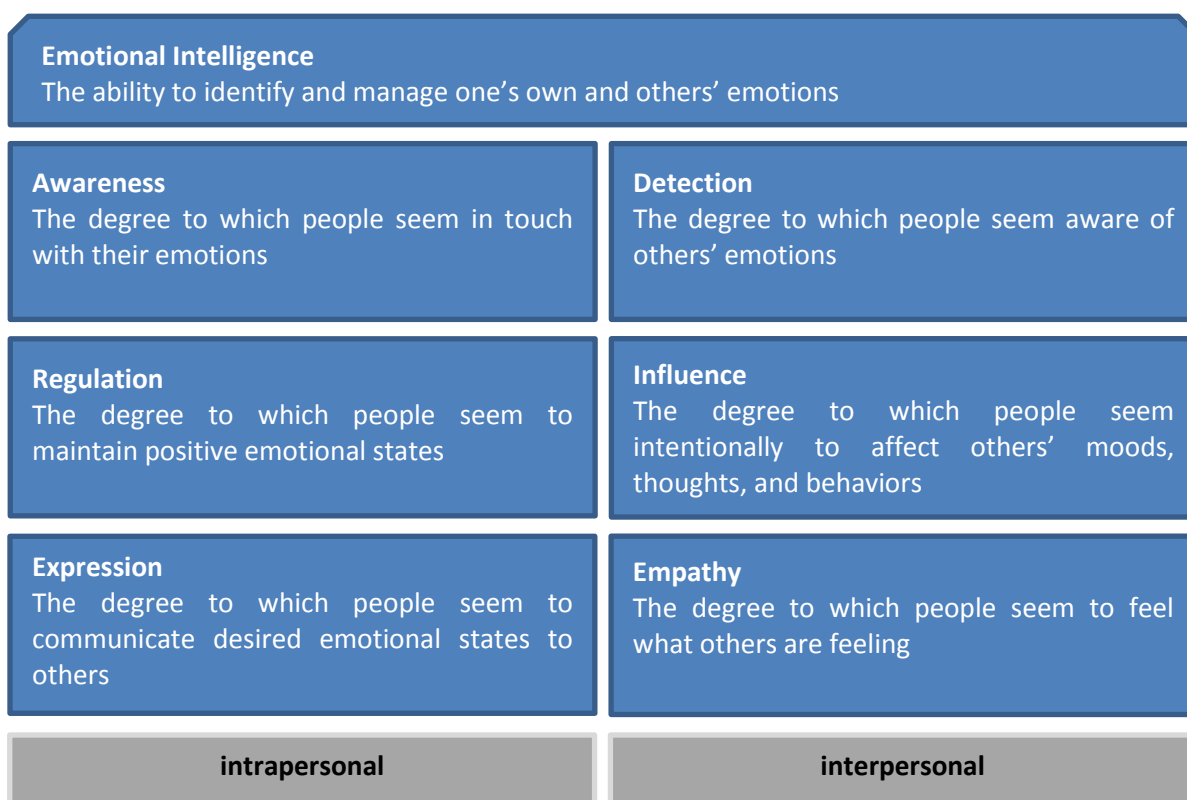 Emotional Intelligence
The ability to identify and manage one’s own and others’ emotions
Awareness
The degree to which people seem in touch
with their emotions
Detection
The degree to which people seem aware of
others’ emotions
Regulation
The degree to which people seem to
maintain positive emotional states
Influence
The degree to which people seem
intentionally to affect others’ moods,
thoughts, and behaviors
Expression
The degree to which people seem to
communicate desired emotional states to
others
Empathy
The degree to which people seem to feel
what others are feeling
intrapersonal
interpersonal